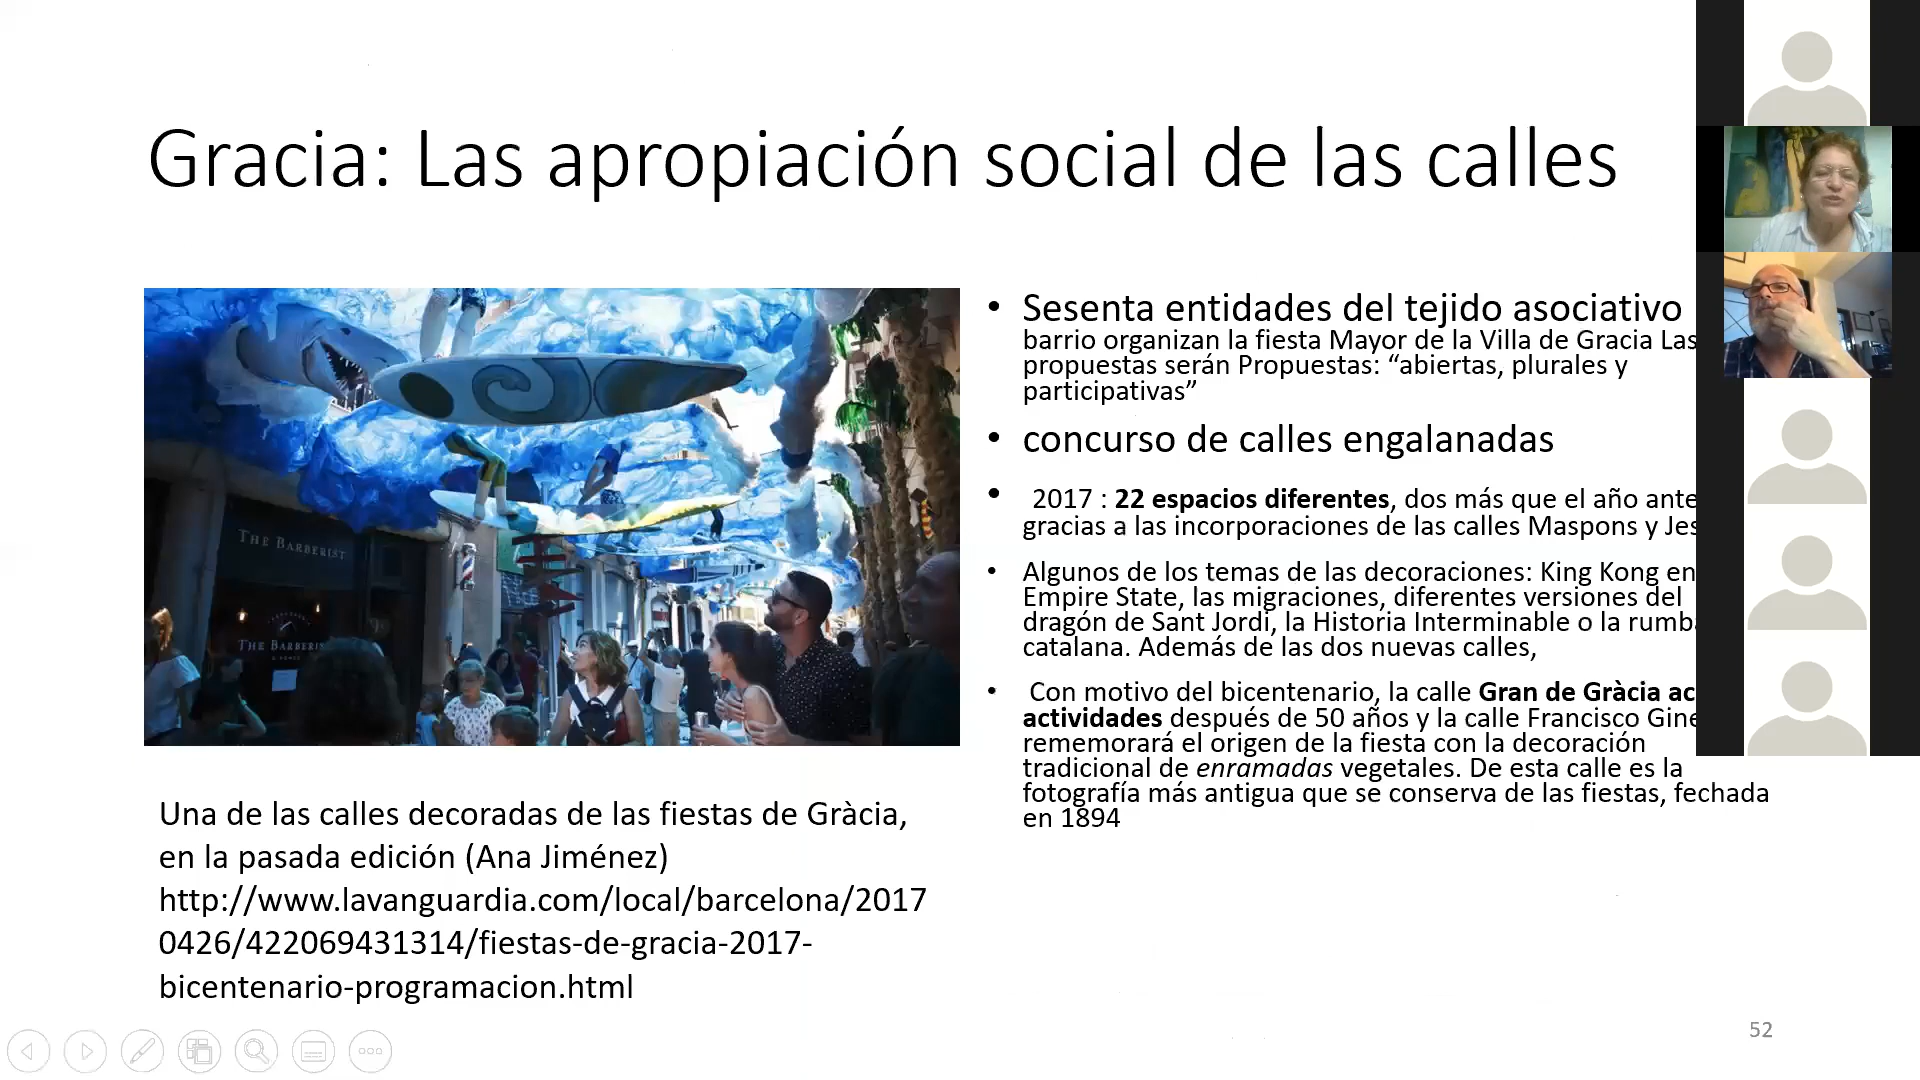 Gracia: Las apropiación social de las calles
THE BARBERIST
THE BARBERIS
• Sesenta entidades del tejido asociativo
barrio organizan la fiesta Mayor de la Villa de Gracia Las
propuestas serán Propuestas: “abiertas, plurales y
participativas”
• concurso de calles engalanadas
• 2017 : 22 espacios diferentes, dos más que el año ante
gracias a las incorporaciones de las calles Maspons y Jes
• Algunos de los temas de las decoraciones: King Kong en
Empire State, las migraciones, diferentes versiones del
dragón de Sant Jordi, la Historia Interminable o la rumba
catalana. Además de las dos nuevas calles,
• Con motivo del bicentenario, la calle Gran de Gràcia ac
actividades después de 50 años y la calle Francisco Gine
rememorará el origen de la fiesta con la decoración
tradicional de enramadas vegetales. De esta calle es la
fotografía más antigua que se conserva de las fiestas, fechada
en 1894
Una de las calles decoradas de las fiestas de Gràcia,
en la pasada edición (Ana Jiménez)
http://www.lavanguardia.com/local/barcelona/2017
0426/422069431314/fiestas-de-gracia-2017-
bicentenario-programacion.html
52